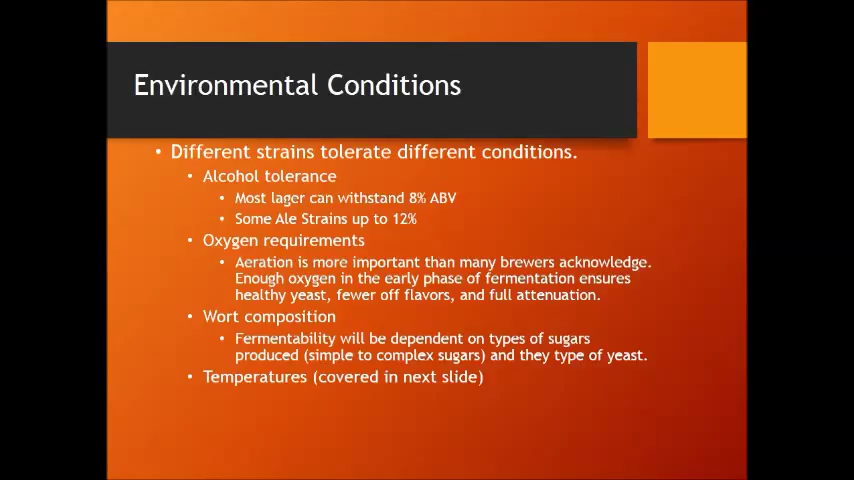 Environmental Conditions
• Different strains tolerate different conditions.
• Alcohol tolerance
• Most lager can withstand 8% ABV
• Some Ale Strains up to 12%
• Oxygen requirements
• Aeration is more important than many brewers acknowledge.
Enough oxygen in the early phase of fermentation ensures
healthy yeast, fewer off flavors, and full attenuation.
• Wort composition
• Fermentability will be dependent on types of sugars
produced (simple to complex sugars) and they type of yeast.
• Temperatures (covered in next slide)